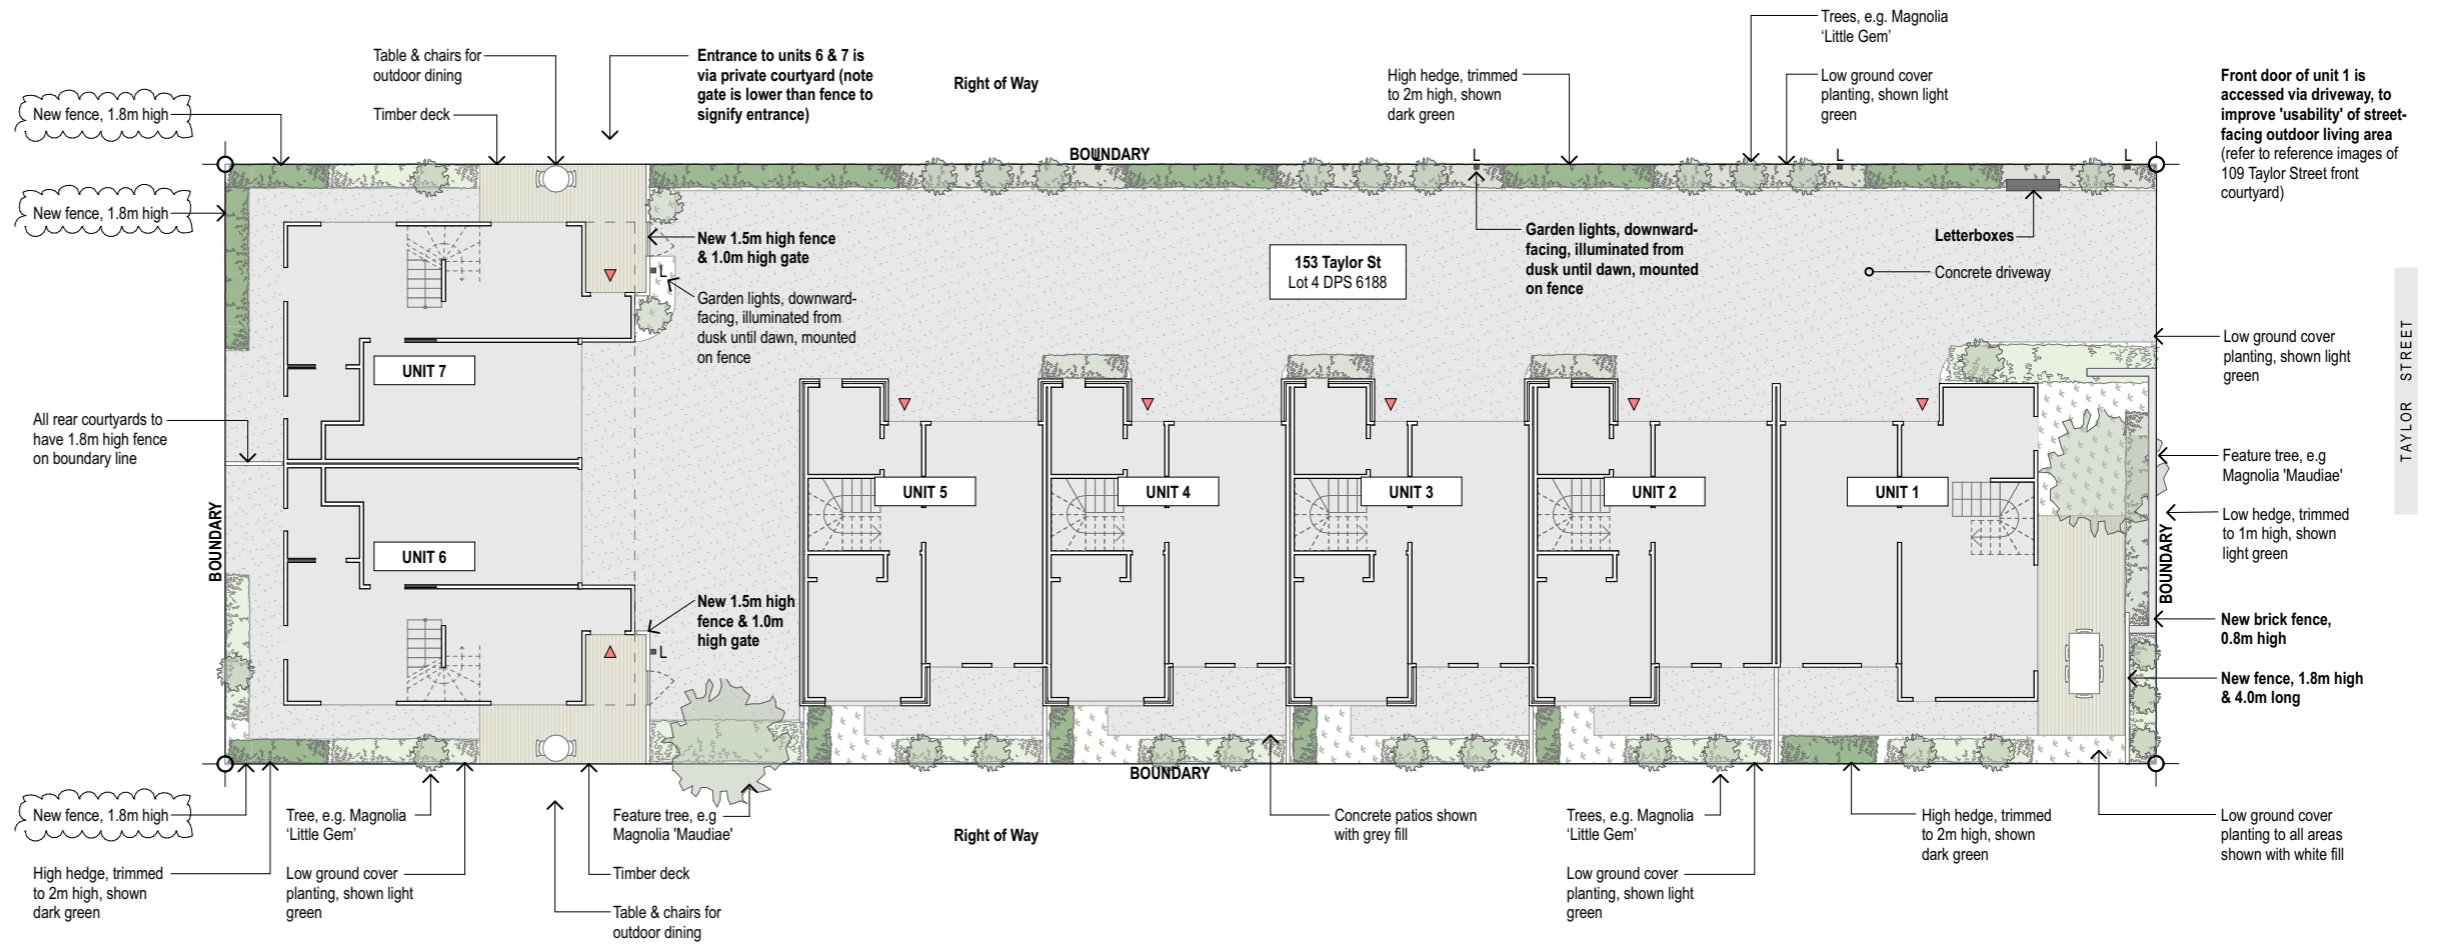 Trees, e.g. Magnolia
‘Little Gem’
Table & chairs for
outdoor dining
Entrance to units 6 & 7 is
via private courtyard (note
gate is lower than fence to
signify entrance)
Right of Way
High hedge, trimmed
to 2m high, shown
dark green
Low ground cover
planting, shown light
green
Front door of unit 1 is
accessed via driveway, to
improve 'usability' of street-
facing outdoor living area
(refer to reference images of
109 Taylor Street front
courtyard)
New fence, 1.8m high
Timber deck
BOUNDARY
L
L
L
L
New fence, 1.8m high
New 1.5m high fence
& 1.0m high gate
L
Garden lights, downward-
facing, illuminated from
dusk until dawn, mounted
on fence
153 Taylor St
Lot 4 DPS 6188
Garden lights, downward-
facing, illuminated from
dusk until dawn, mounted
on fence
Letterboxes
Concrete driveway
TAYLOR STREET
Low ground cover
planting, shown light
green
UNIT 7
All rear courtyards to
have 1.8m high fence
on boundary line
Feature tree, e.g
Magnolia 'Maudiae'
UNIT 5
UNIT 4
UNIT 3
UNIT 2
UNIT 1
Low hedge, trimmed
to 1m high, shown
light green
BOUNDARY
UNIT 6
BOUNDARY
New 1.5m high
fence & 1.0m
high gate
L
New brick fence,
0.8m high
New fence, 1.8m high
& 4.0m long
BOUNDARY
New fence, 1.8m high
Tree, e.g. Magnolia
‘Little Gem’
Feature tree, e.g
Magnolia 'Maudiae'
Right of Way
Concrete patios shown
with grey fill
Trees, e.g. Magnolia
‘Little Gem’
High hedge, trimmed
to 2m high, shown
dark green
Low ground cover
planting to all areas
shown with white fill
High hedge, trimmed
to 2m high, shown
dark green
Low ground cover
planting, shown light
green
Timber deck
Low ground cover
planting, shown light
green
Table & chairs for
outdoor dining